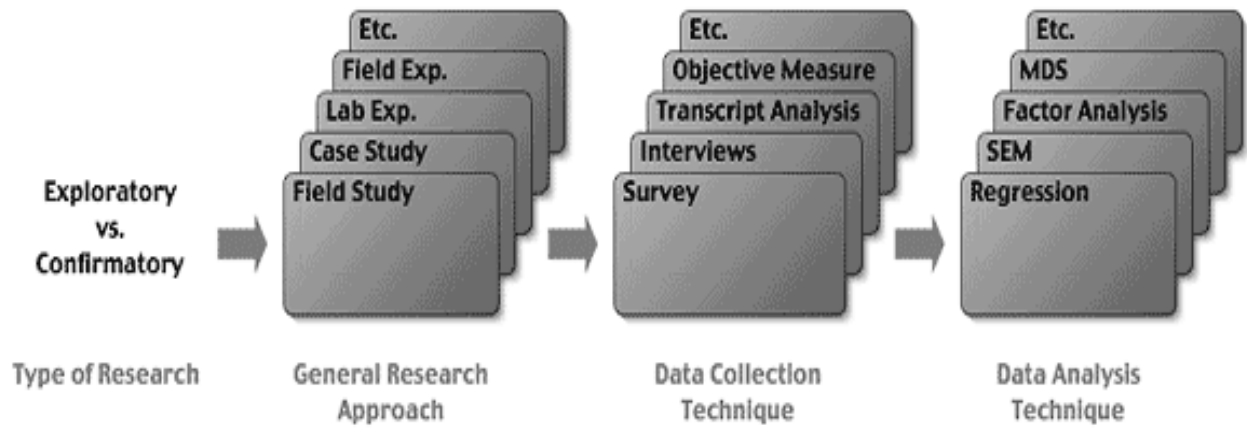 Exploratory
vs.
Confirmatory
Type of Research
Etc.
Field Exp.
Lab Exp.
Case Study
Field Study
General Research
Approach
Etc.
Objective Measure
Transcript Analysis
Interviews
Survey
Data Collection
Technique
Etc.
MDS
Factor Analysis
SEM
Regression
Data Analysis
Technique